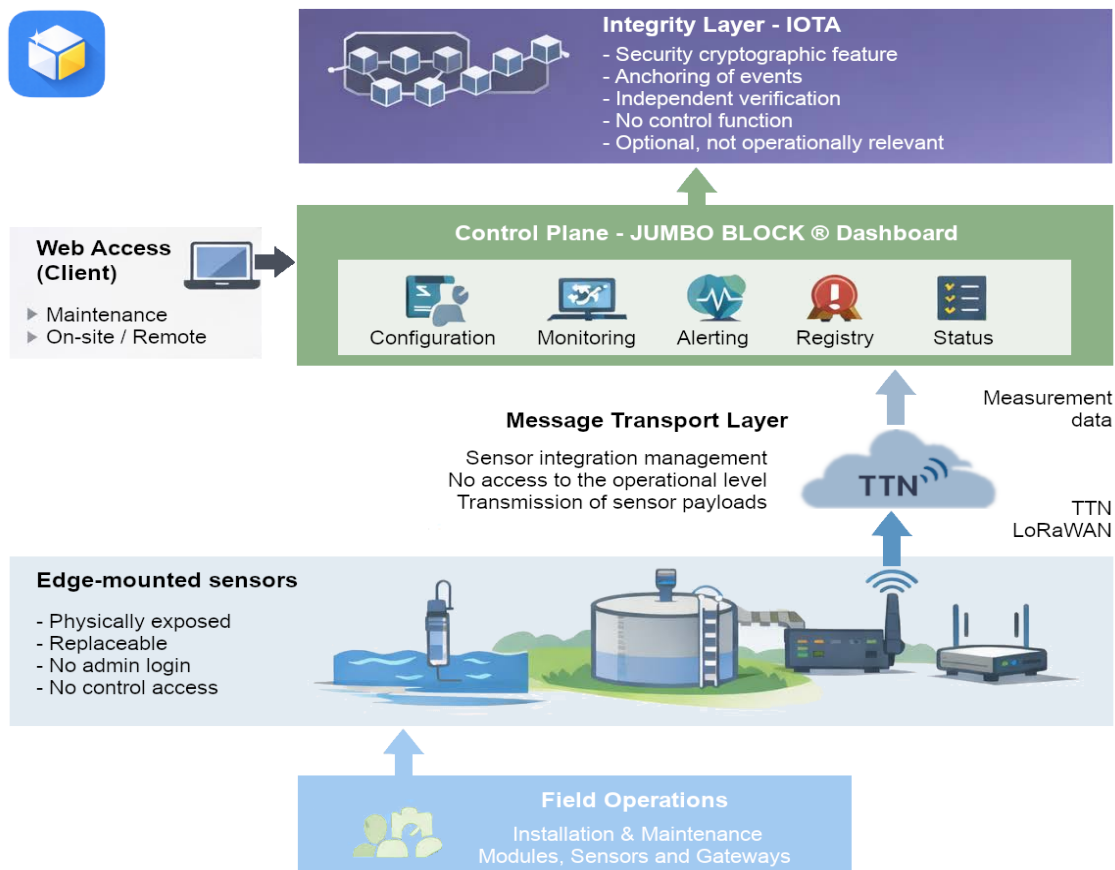 Integrity Layer - IOTA
- Security cryptographic feature
- Anchoring of events
- Independent verification
- No control function
- Optional, not operationally relevant
Web Access
(Client)
Maintenance
On-site / Remote
Control Plane - JUMBO BLOCK ® Dashboard
Configuration
Monitoring
Alerting
Registry
Status
Message Transport Layer
Sensor integration management
No access to the operational level
Transmission of sensor payloads
TTN
Measurement
data
TTN
LoRaWAN
Edge-mounted sensors
- Physically exposed
- Replaceable
- No admin login
- No control access
Field Operations
Installation & Maintenance
Modules, Sensors and Gateways